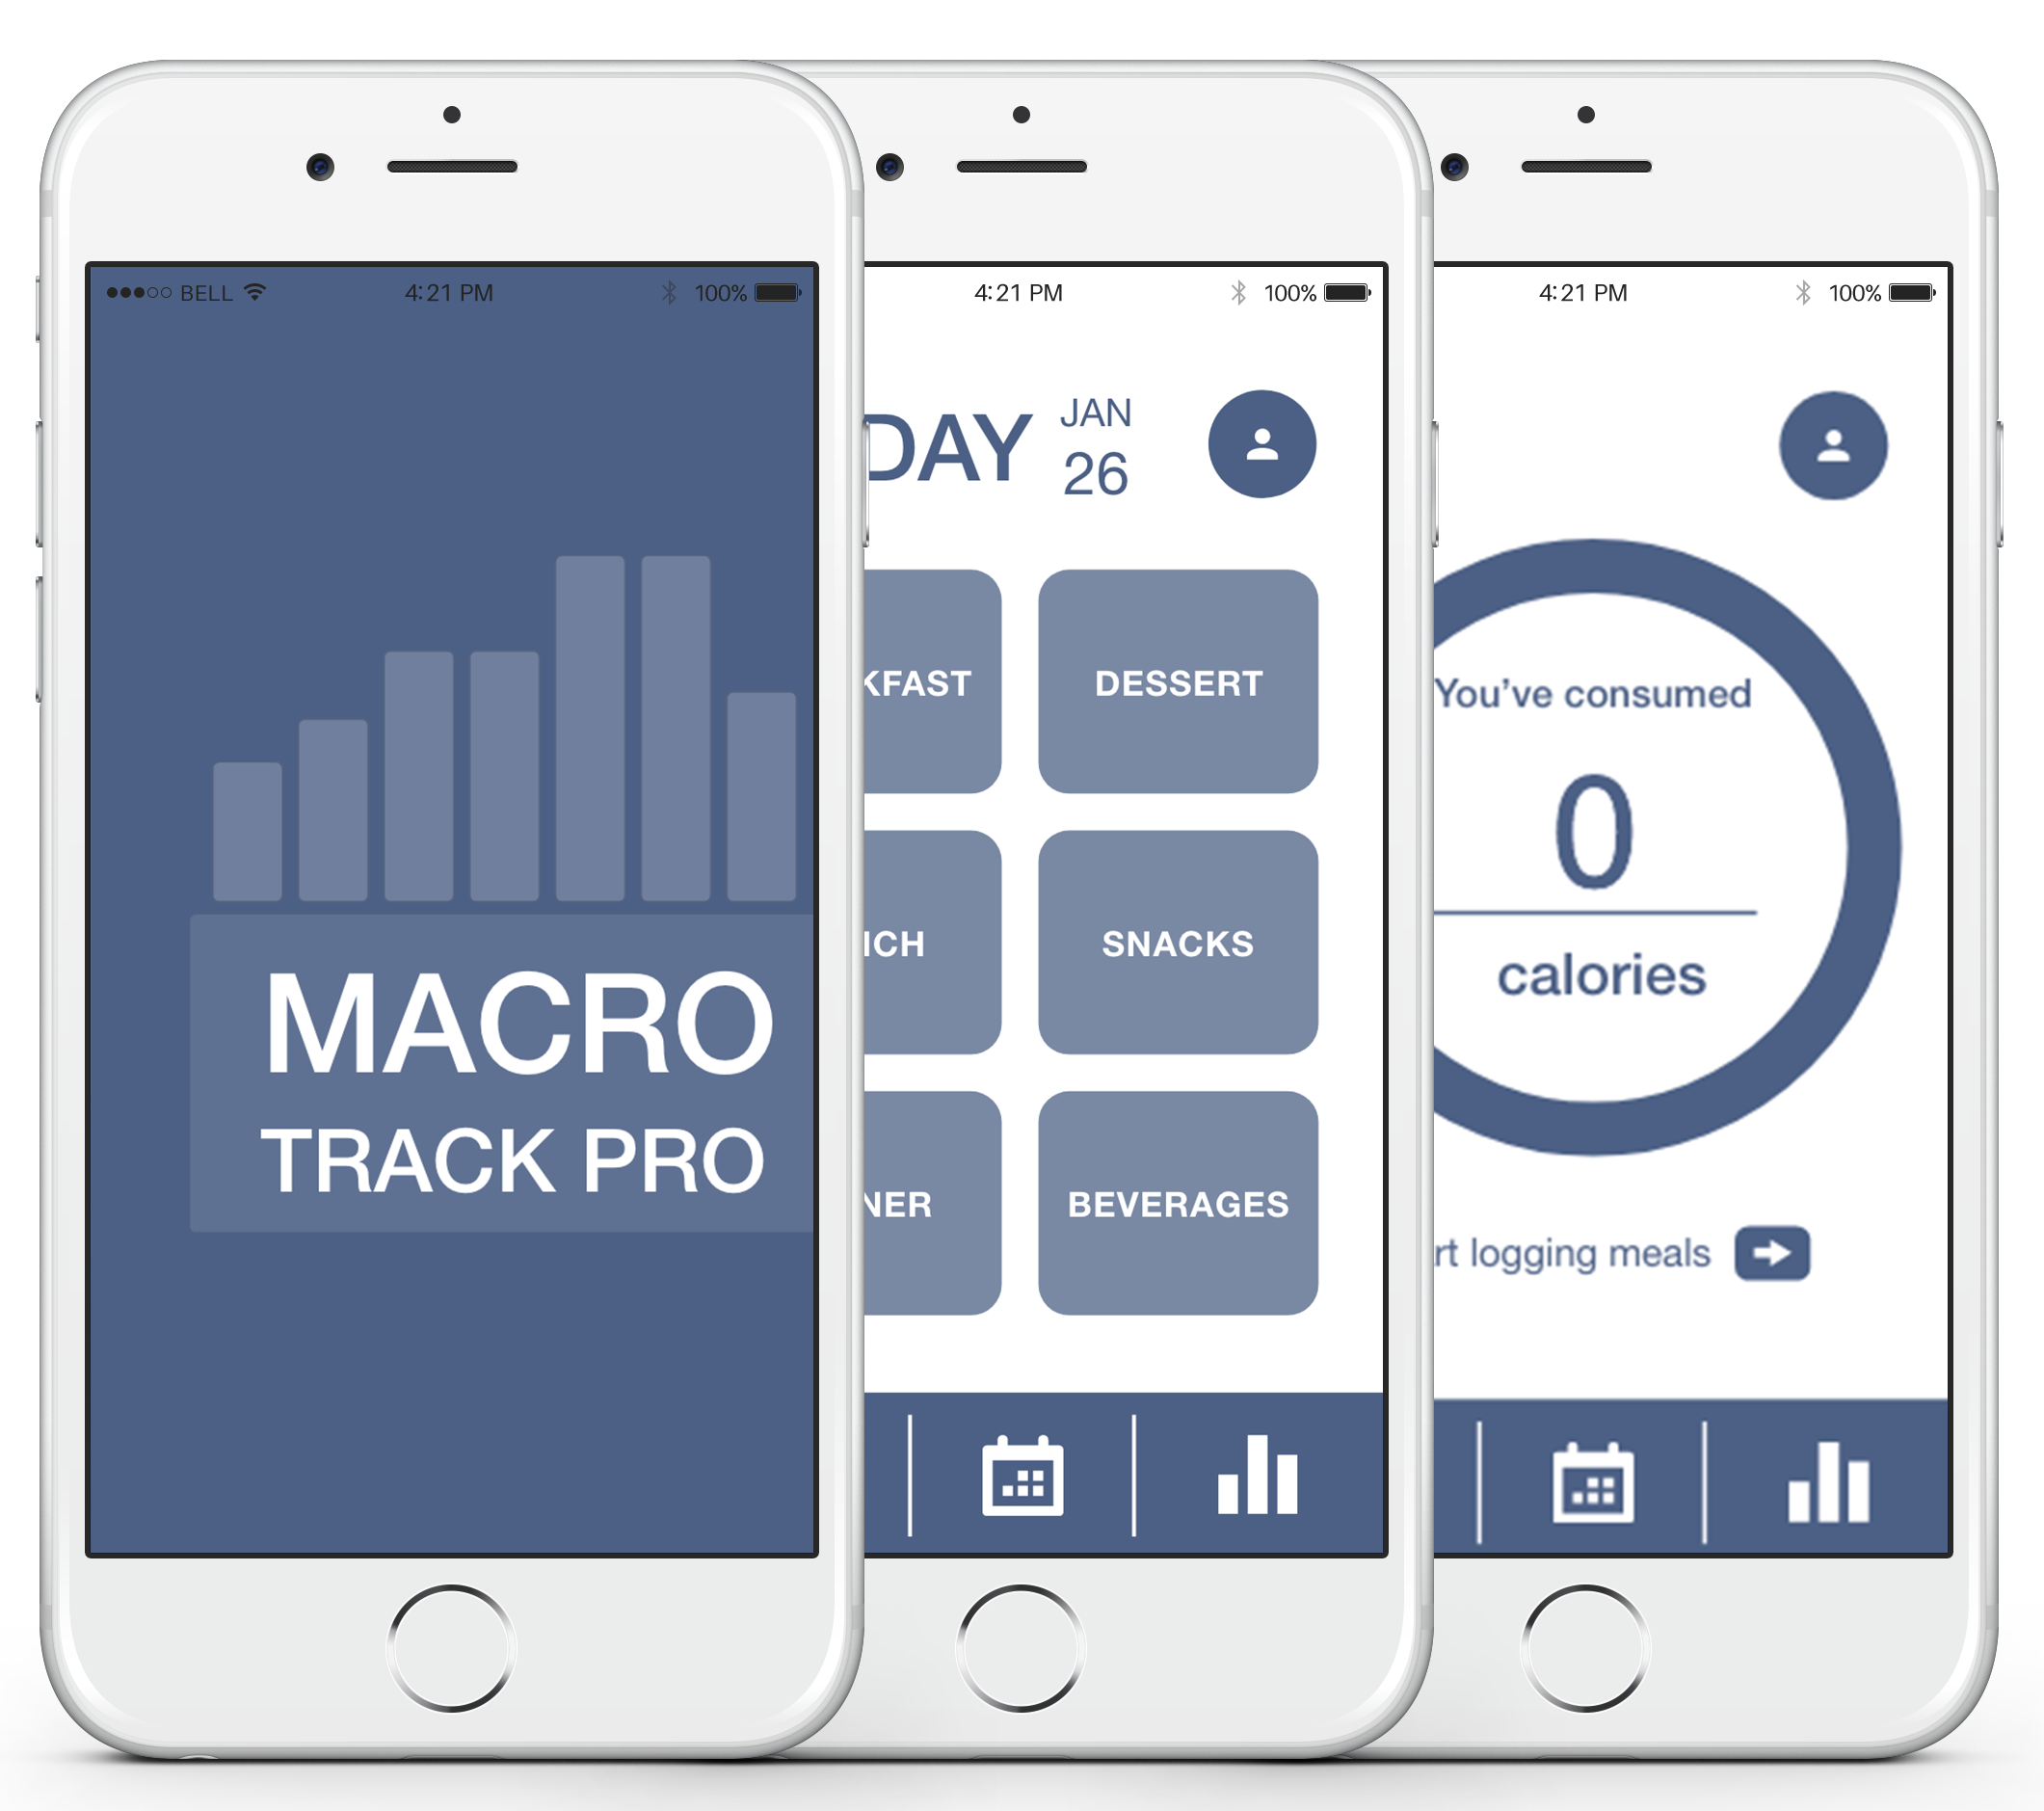 BELL 4:21 PM 100%
MACRO
TRACK PRO
4:21 PM 100%
DAY JAN
26
KFAST DESSERT
ICH SNACKS
NER BEVERAGES
4:21 PM 100%
You've consumed
0
calories
rt logging meals